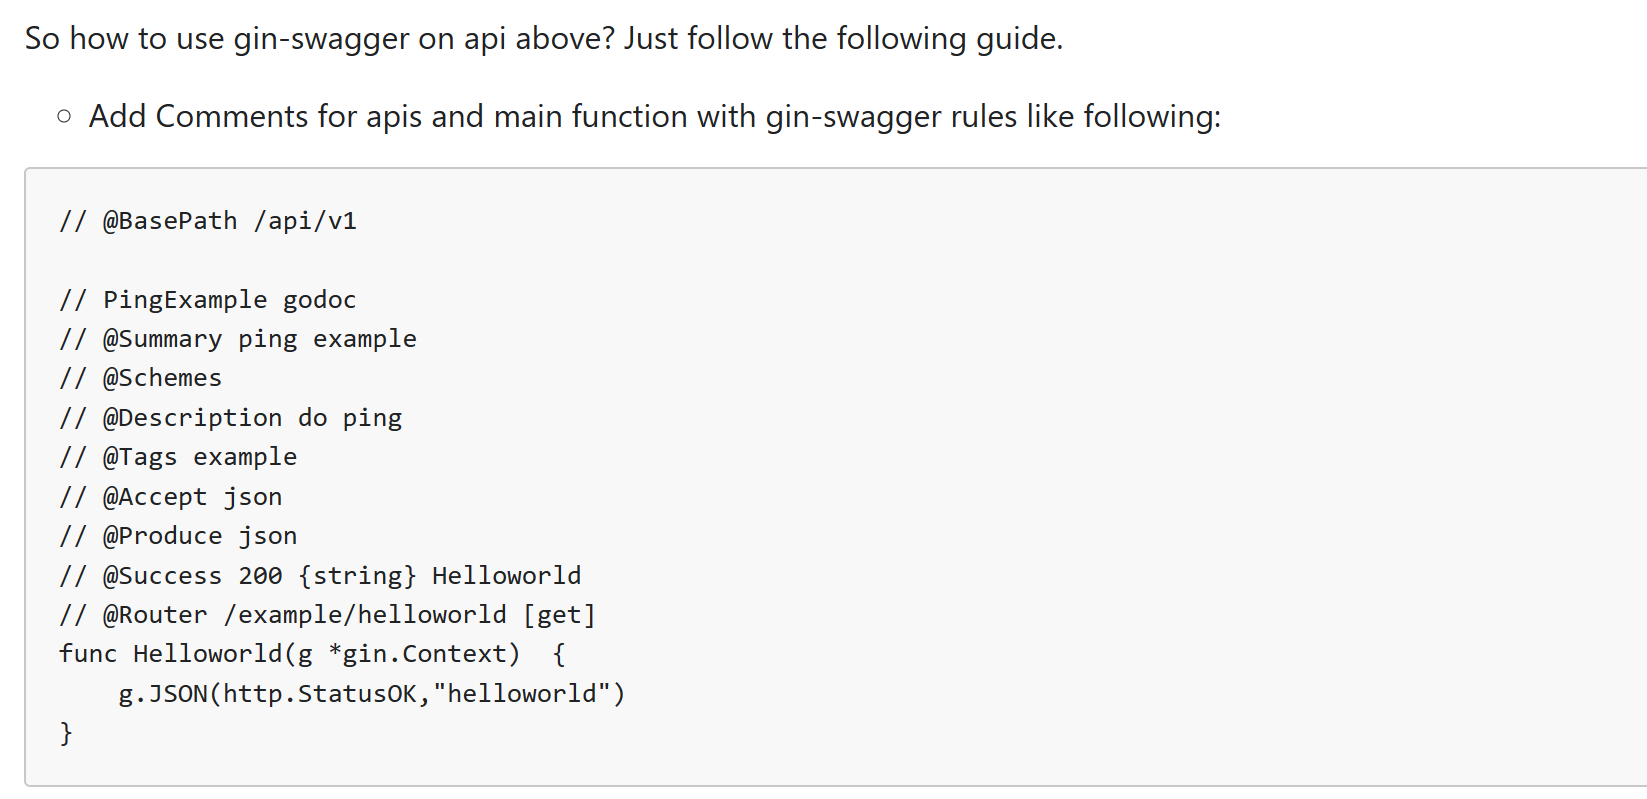 So how to use gin-swagger on api above? Just follow the following guide.
Add Comments for apis and main function with gin-swagger rules like following:
// @BasePath /api/v1
// PingExample godoc
// @Summary ping example
// @Schemes
// @Description do ping
// @Tags example
// @Accept json
// @Produce json
// @Success 200 {string} Helloworld
// @Router /example/helloworld [get]
func Helloworld(g *gin.Context)  {
    g.JSON(http.StatusOK,"helloworld")
}